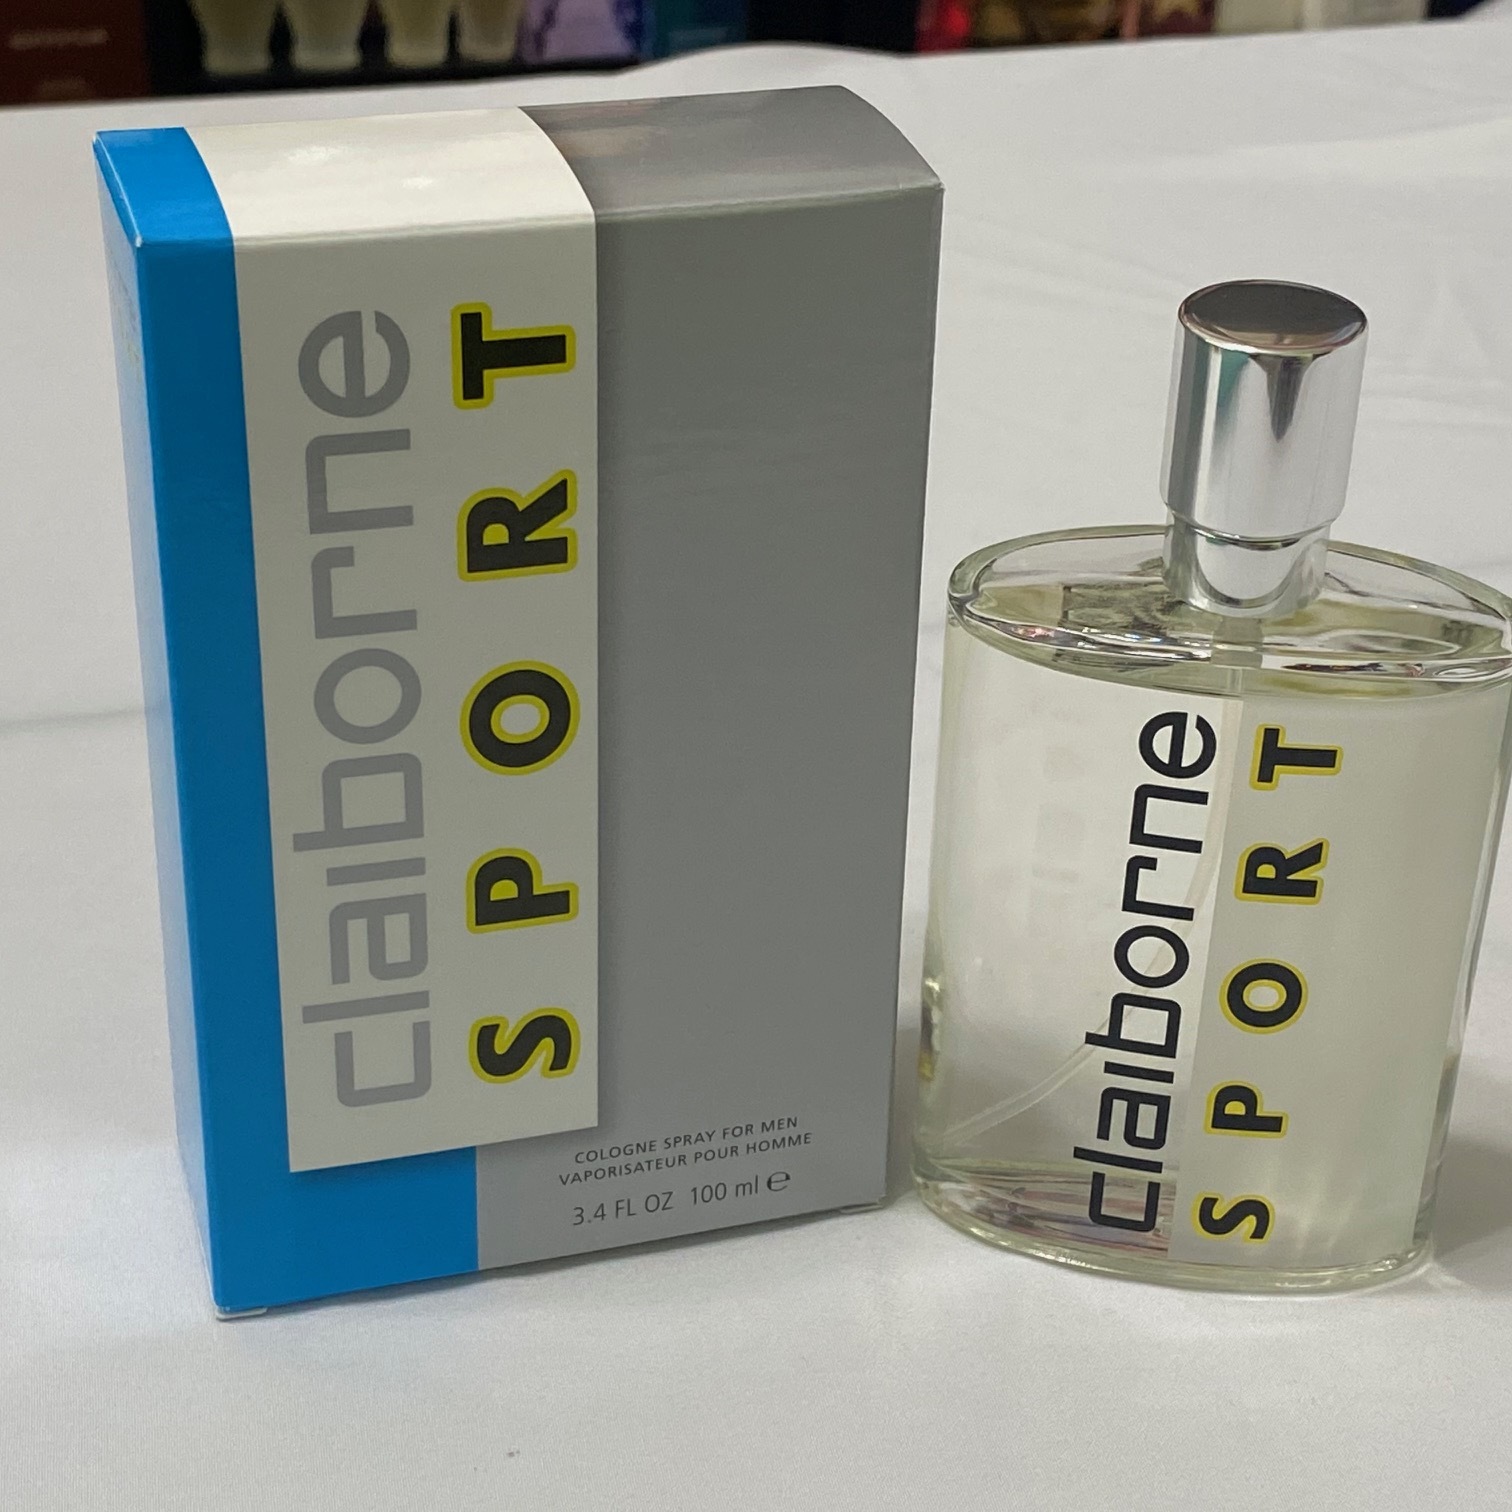 claiborne
SPORT
COLOGNE SPRAY FOR MEN
VAPORISATEUR POUR HOMME
3.4 FL OZ 100 ml ℮
claiborne
SPORT